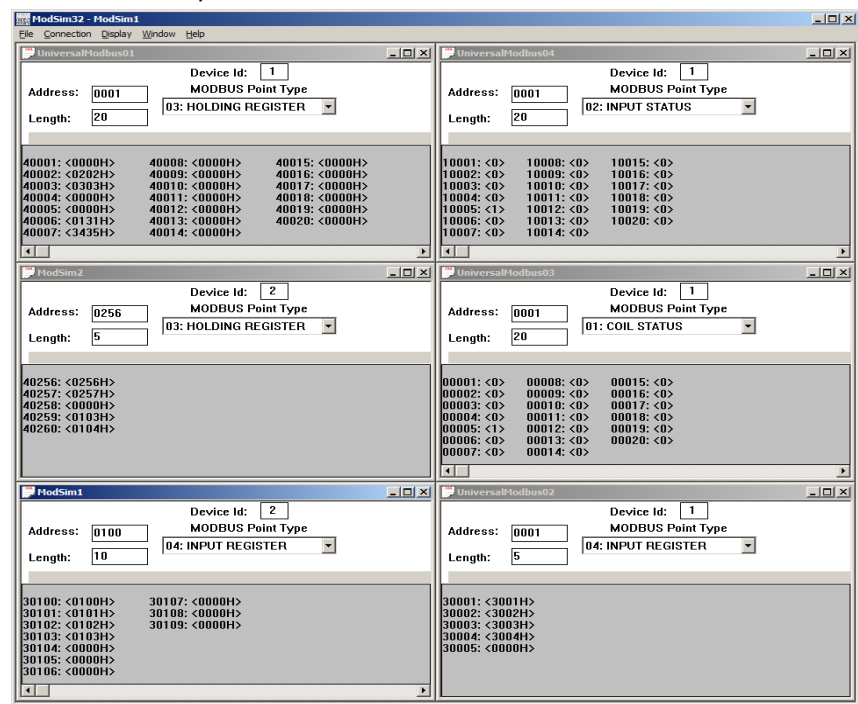 ModSim32 - ModSim1
File Connection Display Window Help
UniversalModbus01
Device Id: 1
Address: 0001
MODBUS Point Type
03: HOLDING REGISTER
Length: 20
40001: <0000H> 40008: <0000H> 40015: <0000H>
40002: <0202H> 40009: <0000H> 40016: <0000H>
40003: <0303H> 40010: <0000H> 40017: <0000H>
40004: <0000H> 40011: <0000H> 40018: <0000H>
40005: <0000H> 40012: <0000H> 40019: <0000H>
40006: <0131H> 40013: <0000H> 40020: <0000H>
40007: <3435H> 40014: <0000H>
UniversalModbus04
Device Id: 1
Address: 0001
MODBUS Point Type
02: INPUT STATUS
Length: 20
10001: <0> 10008: <0> 10015: <0>
10002: <0> 10009: <0> 10016: <0>
10003: <0> 10010: <0> 10017: <0>
10004: <0> 10011: <0> 10018: <0>
10005: <1> 10012: <0> 10019: <0>
10006: <0> 10013: <0> 10020: <0>
10007: <0> 10014: <0>
ModSim2
Device Id: 2
Address: 0256
MODBUS Point Type
03: HOLDING REGISTER
Length: 5
40256: <0256H>
40257: <0257H>
40258: <0000H>
40259: <0103H>
40260: <0104H>
UniversalModbus03
Device Id: 1
Address: 0001
MODBUS Point Type
01: COIL STATUS
Length: 20
00001: <0> 00008: <0> 00015: <0>
00002: <0> 00009: <0> 00016: <0>
00003: <0> 00010: <0> 00017: <0>
00004: <0> 00011: <0> 00018: <0>
00005: <1> 00012: <0> 00019: <0>
00006: <0> 00013: <0> 00020: <0>
00007: <0> 00014: <0>
ModSim1
Device Id: 2
Address: 0100
MODBUS Point Type
04: INPUT REGISTER
Length: 10
30100: <0100H> 30107: <0000H>
30101: <0101H> 30108: <0000H>
30102: <0102H> 30109: <0000H>
30103: <0103H>
30104: <0000H>
30105: <0000H>
30106: <0000H>
UniversalModbus02
Device Id: 1
Address: 0001
MODBUS Point Type
04: INPUT REGISTER
Length: 5
30001: <3001H>
30002: <3002H>
30003: <3003H>
30004: <3004H>
30005: <0000H>